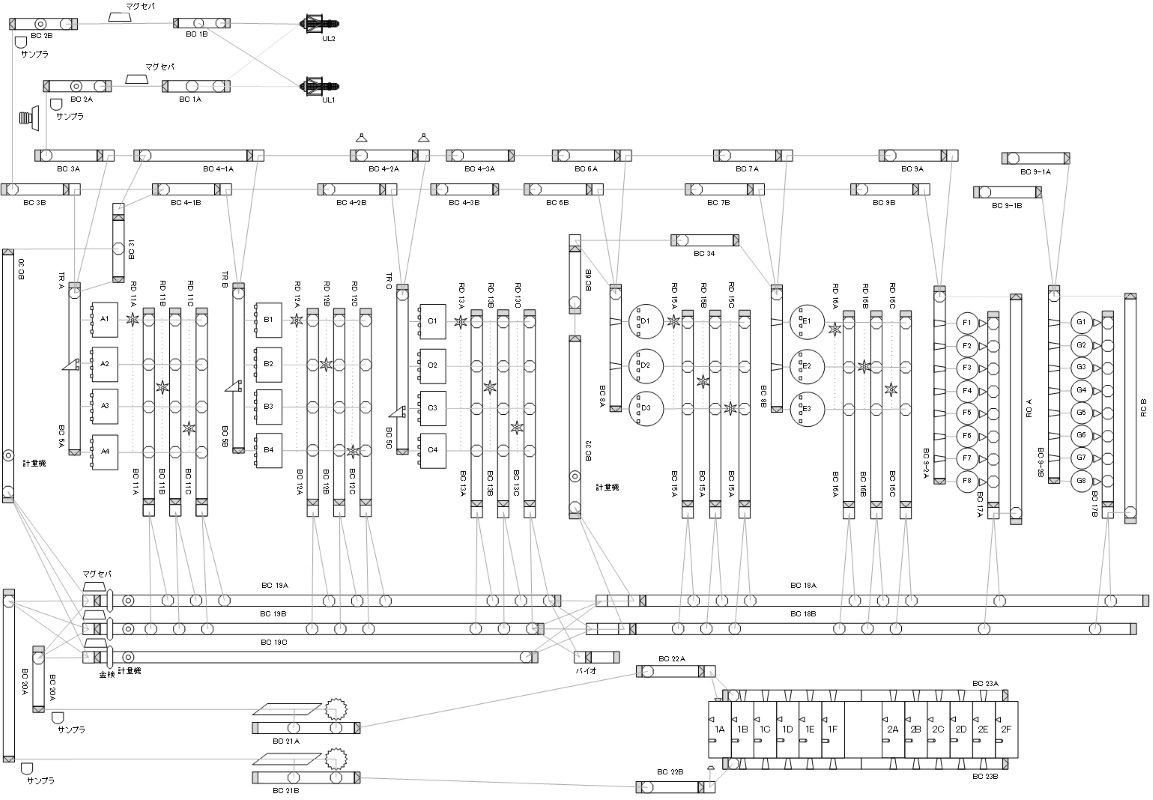 マグセパ
BC 2B
BC 1B
UL2
サンプラ
マグセパ
BC 2A
BC 1A
UL1
サンプラ
BC 3A
BC 4-1A
BC 4-2A
BC 4-3A
BC 6A
BC 7A
BC 9A
BC 9-1A
BC 3B
BC 4-1B
BC 4-2B
BC 4-3B
BC 6B
BC 7B
BC 9B
BC 9-1B
BC 30
BC 31
BC 34
TR A
TR B
TR C
RD 11A
RD 11B
RD 11C
RD 12A
RD 12B
RD 12C
RD 13A
RD 13B
RD 13C
RD 15A
RD 15B
RD 15C
RD 16A
RD 16B
RD 16C
A1
A2
A3
A4
B1
B2
B3
B4
C1
C2
C3
C4
D1
D2
D3
E1
E2
E3
F1
F2
F3
F4
F5
F6
F7
F8
G1
G2
G3
G4
G5
G6
G7
G8
BC 5A
BC 5B
BC 5C
BC 8A
BC 8B
BC 32
BC 9-2A
RC A
RC B
計量機
計量機
BC 11A
BC 11B
BC 11C
BC 12A
BC 12B
BC 12C
BC 13A
BC 13B
BC 13C
BC 15A
BC 15A
BC 15A
BC 16A
BC 16B
BC 16C
BC 17A
BC 17B
マグセパ
BC 19A
BC 18A
BC 19B
BC 18B
BC 19C
金検
計量機
バイオ
BC 20A
BC 20A
サンプラ
サンプラ
BC 21A
BC 21B
BC 22A
BC 22B
BC 23A
1A
1B
1C
1D
1E
1F
2A
2B
2C
2D
2E
2F
BC 23B